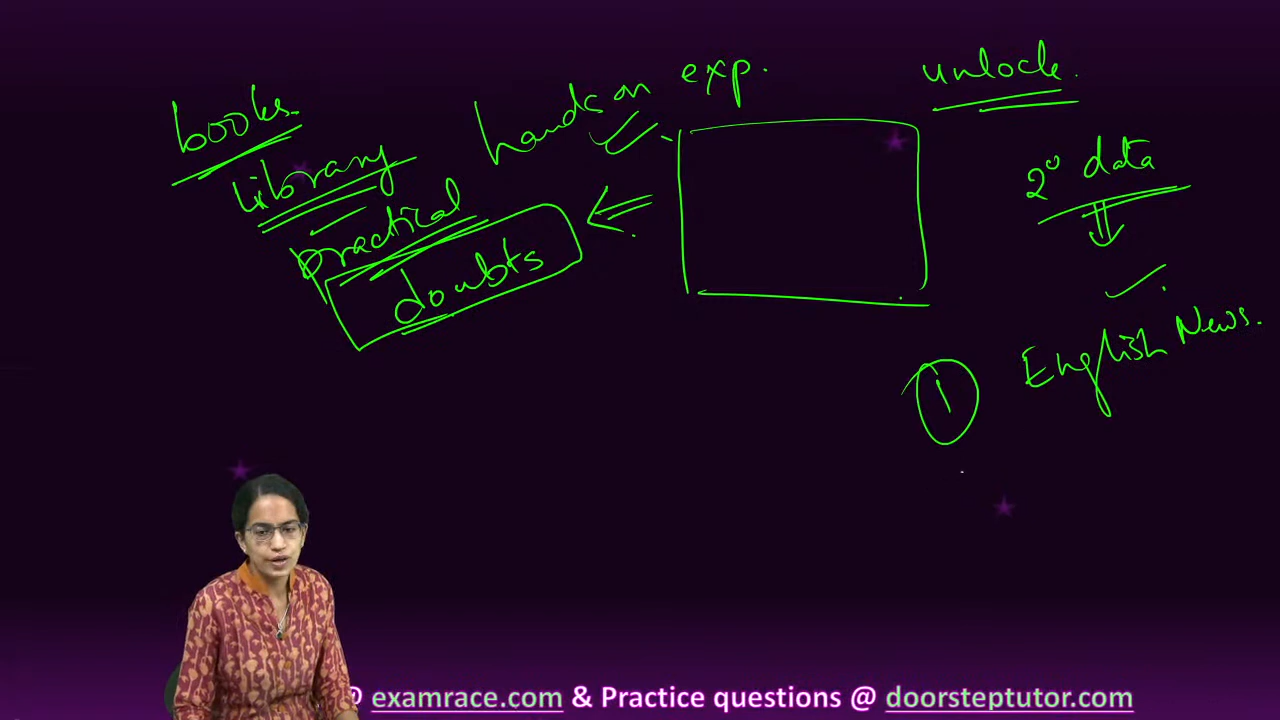 books
library
practical
doubts
hands on exp.
unlock.
2° data
English News.
1
@ examrace.com & Practice questions @ doorsteptutor.com